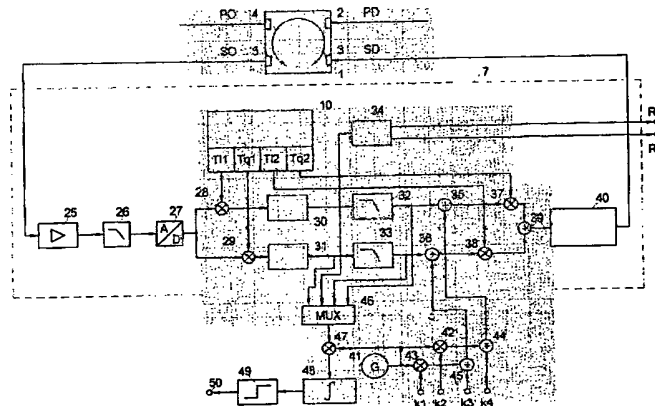 PO 4 2 PD
SO 3 3 SD
1
7
10
34
R
R
TI1 Tq1 TI2 Tq2
28 32 35 37 40
25 26 27 30 39
A
D
29 31 33 36 38
46
MUX
47 42 44
41 G 43 45
50 49 48
k1 k2 k3 k4